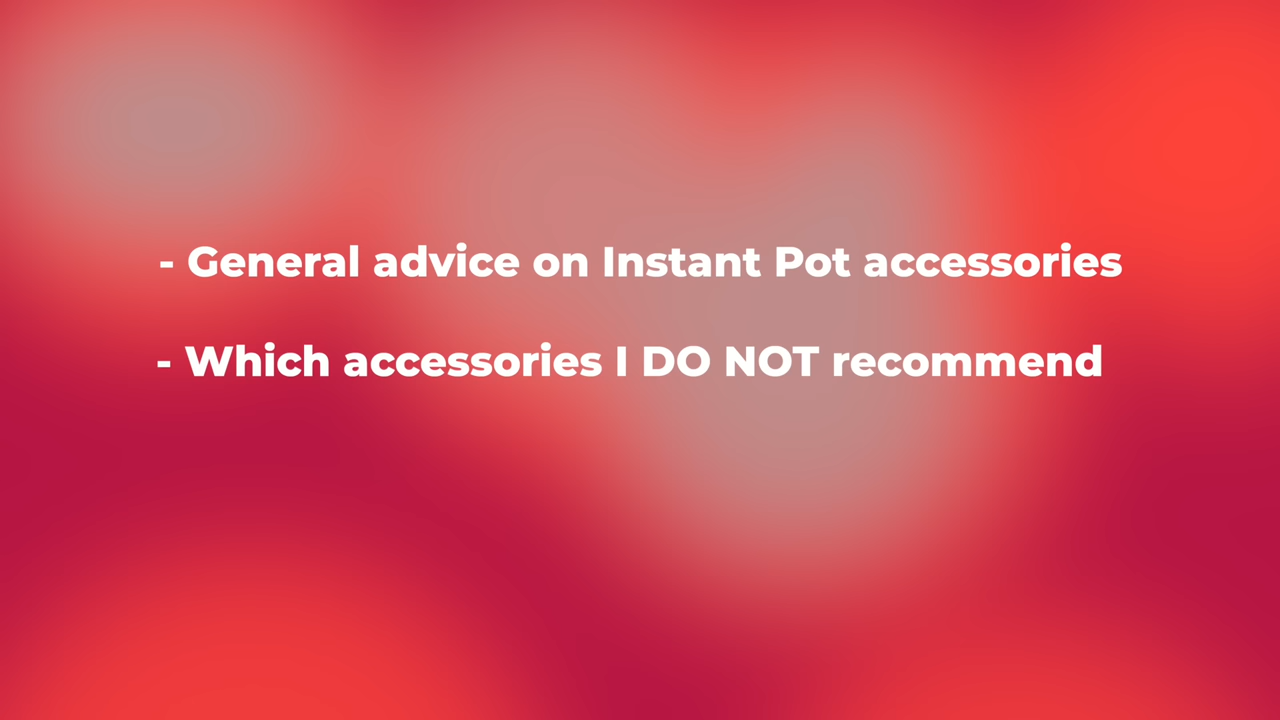 - General advice on Instant Pot accessories
- Which accessories I DO NOT recommend